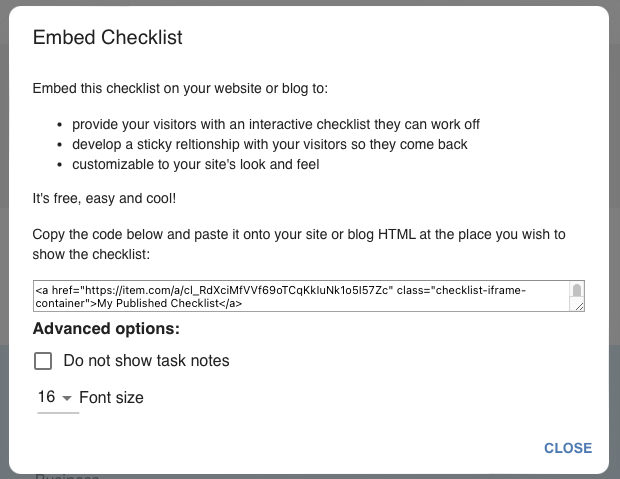 Embed Checklist
Embed this checklist on your website or blog to:
• provide your visitors with an interactive checklist they can work off
• develop a sticky reltionship with your visitors so they come back
• customizable to your site's look and feel
It's free, easy and cool!
Copy the code below and paste it onto your site or blog HTML at the place you wish to
show the checklist:
<a href="https://item.com/a/cl_RdXciMfVVf69oTCqKkIuNk1o5I57Zc" class="checklist-iframe-
container">My Published Checklist</a>
Advanced options:
Do not show task notes
16 Font size
CLOSE
Business